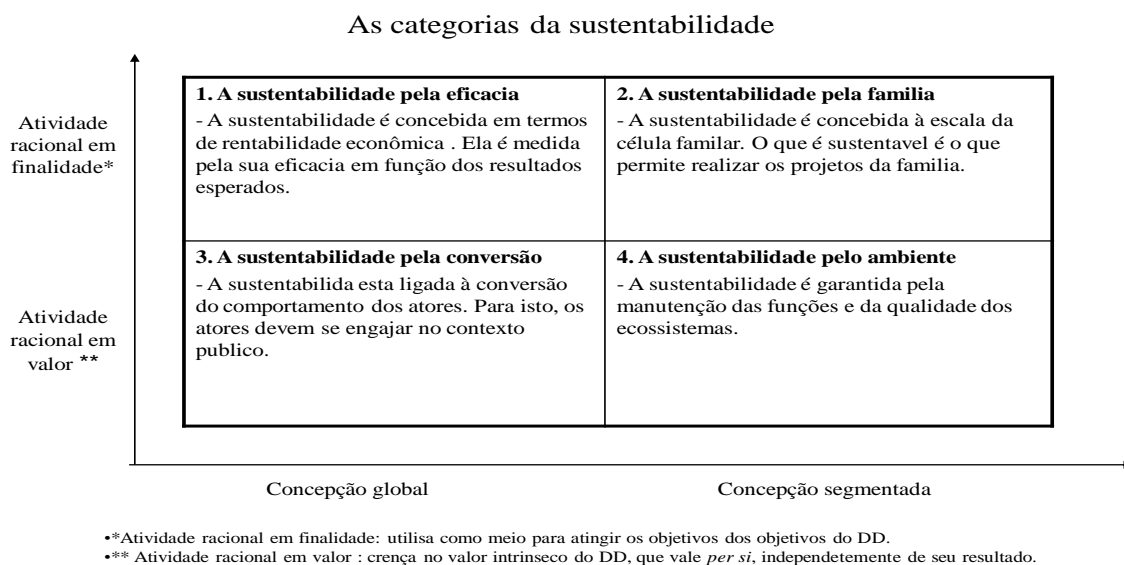 As categorias da sustentabilidade
Atividade
racional em
finalidade*
1. A sustentabilidade pela eficacia
- A sustentabilidade é concebida em termos
de rentabilidade econômica . Ela é medida
pela sua eficacia em função dos resultados
esperados.
2. A sustentabilidade pela familia
- A sustentabilidade é concebida à escala da
célula familar. O que é sustentavel é o que
permite realizar os projetos da familia.
Atividade
racional em
valor **
3. A sustentabilidade pela conversão
- A sustentabilida esta ligada à conversão
do comportamento dos atores. Para isto, os
atores devem se engajar no contexto
publico.
4. A sustentabilidade pelo ambiente
- A sustentabilidade é garantida pela
manutenção das funções e da qualidade dos
ecossistemas.
Concepção global
Concepção segmentada
•*Atividade racional em finalidade: utilisa como meio para atingir os objetivos dos objetivos do DD.
•** Atividade racional em valor : crença no valor intrinseco do DD, que vale per si, independetemente de seu resultado.